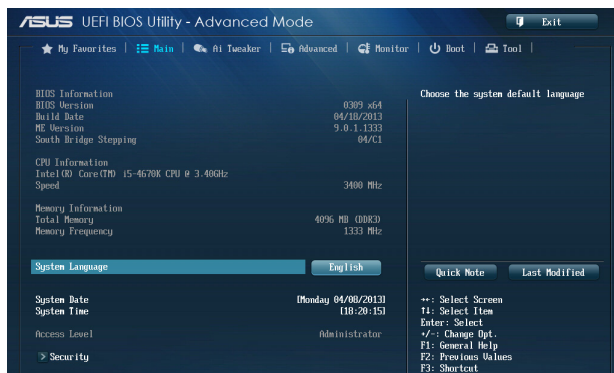 ASUS UEFI BIOS Utility - Advanced Mode
Exit
My Favorites | Main | Ai Tweaker | Advanced | Monitor | Boot | Tool |
BIOS Information
BIOS Version 0309 x64
Build Date 04/18/2013
ME Version 9.0.1.1333
South Bridge Stepping 04/C1
CPU Information
Intel(R) Core(TM) i5-4670K CPU @ 3.40GHz
Speed 3400 MHz
Memory Information
Total Memory 4096 MB (DDR3)
Memory Frequency 1333 MHz
System Language English
System Date [Monday 04/08/2013]
System Time [18:20:15]
Access Level Administrator
> Security
Choose the system default language
Quick Note Last Modified
→←: Select Screen
↑↓: Select Item
Enter: Select
+/-: Change Opt.
F1: General Help
F2: Previous Values
F3: Shortcut